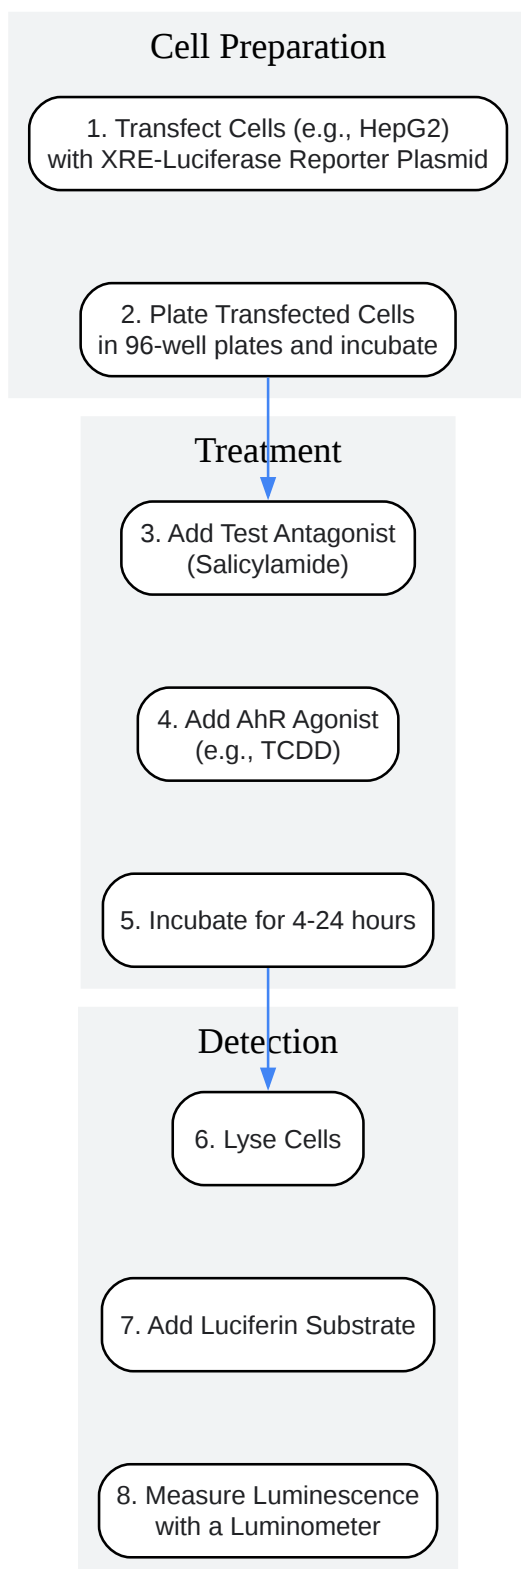 Cell Preparation
1. Transfect Cells (e.g., HepG2)
with XRE-Luciferase Reporter Plasmid
2. Plate Transfected Cells
in 96-well plates and incubate
Treatment
3. Add Test Antagonist
(Salicylamide)
4. Add AhR Agonist
(e.g., TCDD)
5. Incubate for 4-24 hours
Detection
6. Lyse Cells
7. Add Luciferin Substrate
8. Measure Luminescence
with a Luminometer